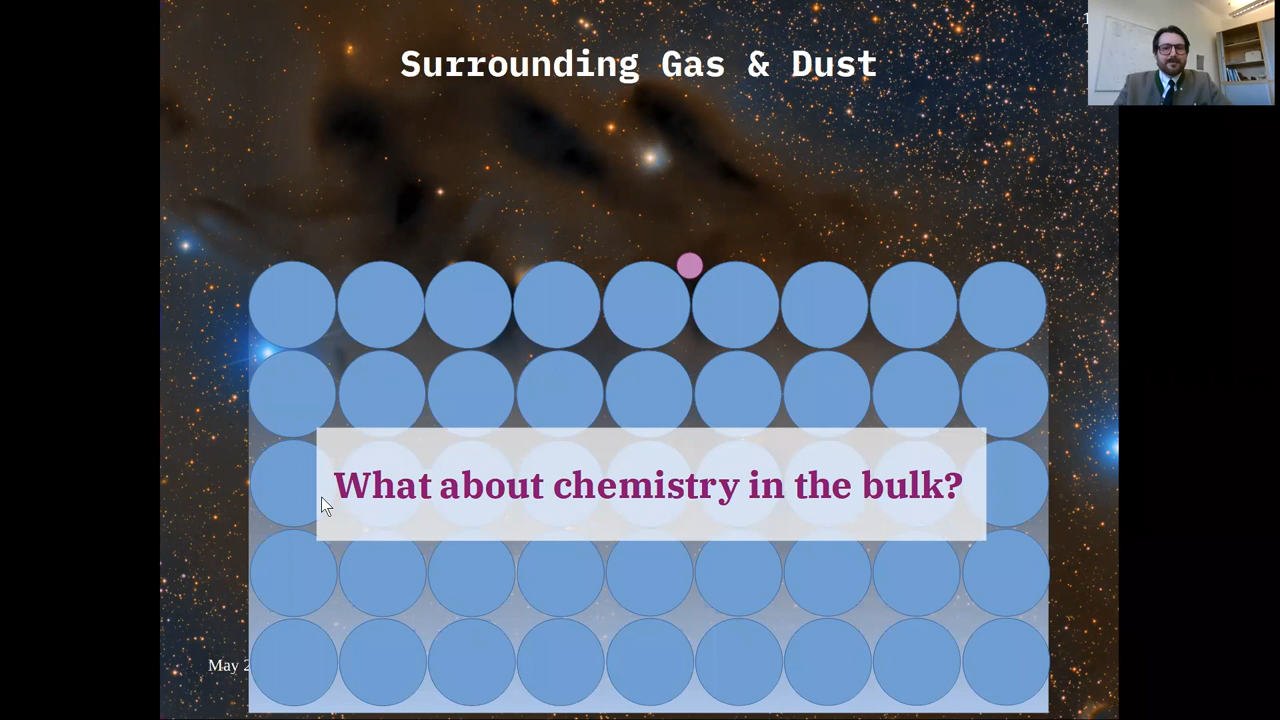 Surrounding Gas & Dust
What about chemistry in the bulk?
May 2